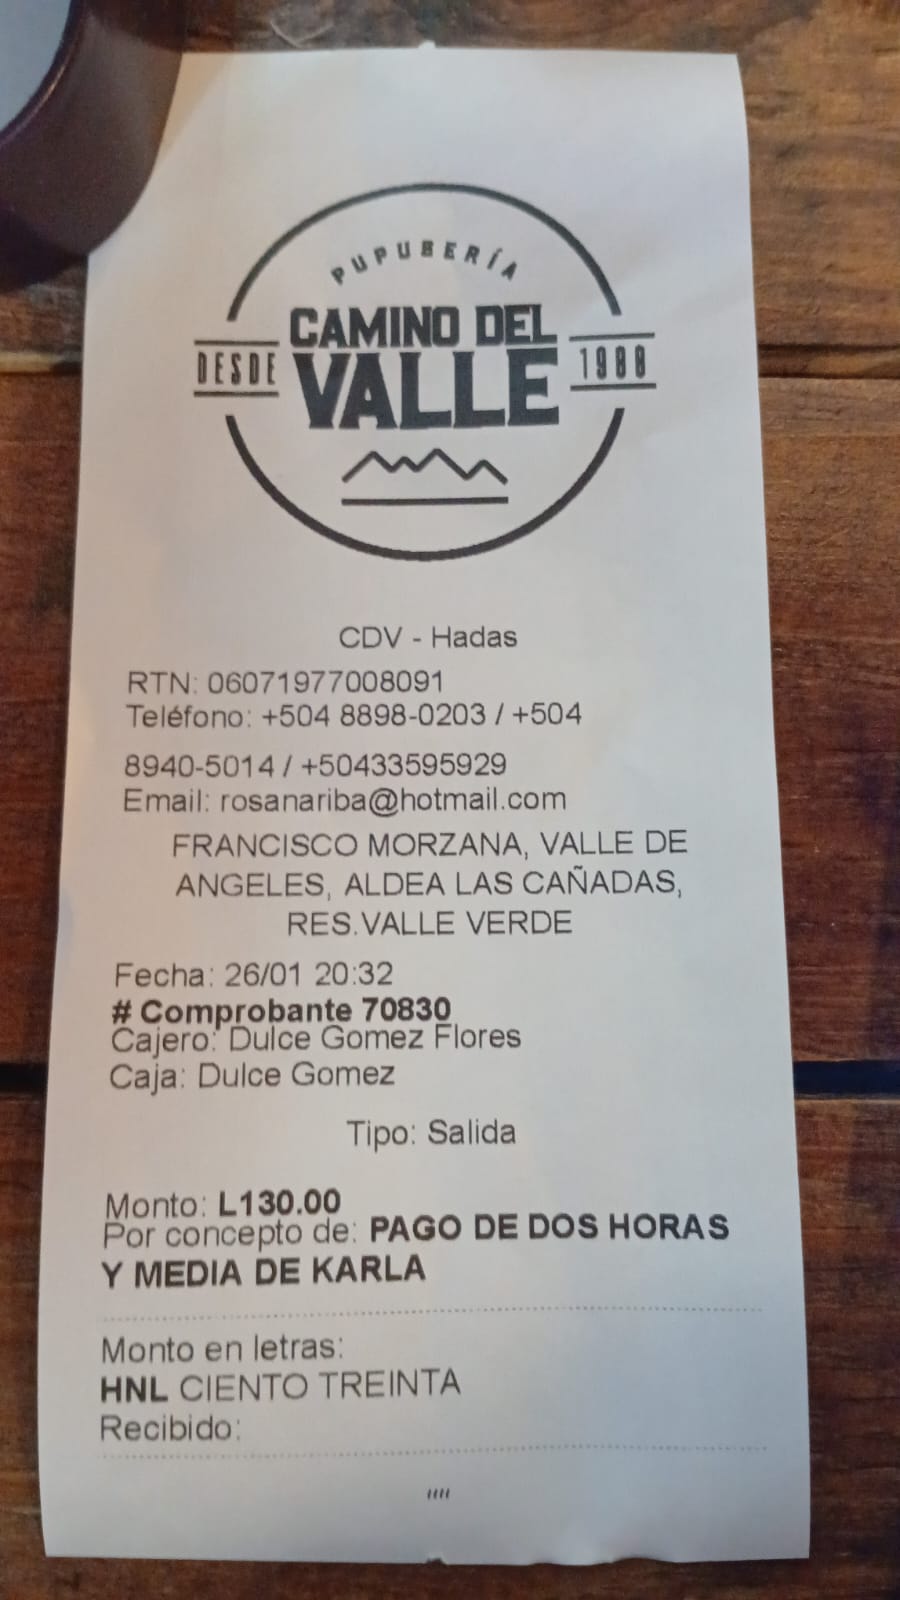 PUPUSERÍA
CAMINO DEL
VALLE
DESDE 1988
CDV - Hadas
RTN: 06071977008091
Teléfono: +504 8898-0203 / +504
8940-5014 / +50433595929
Email: rosanariba@hotmail.com
FRANCISCO MORZANA, VALLE DE
ANGELES, ALDEA LAS CAÑADAS,
RES.VALLE VERDE
Fecha: 26/01 20:32
# Comprobante 70830
Cajero: Dulce Gomez Flores
Caja: Dulce Gomez
Tipo: Salida
Monto: L130.00
Por concepto de: PAGO DE DOS HORAS
Y MEDIA DE KARLA
Monto en letras:
HNL CIENTO TREINTA
Recibido:
,,,,